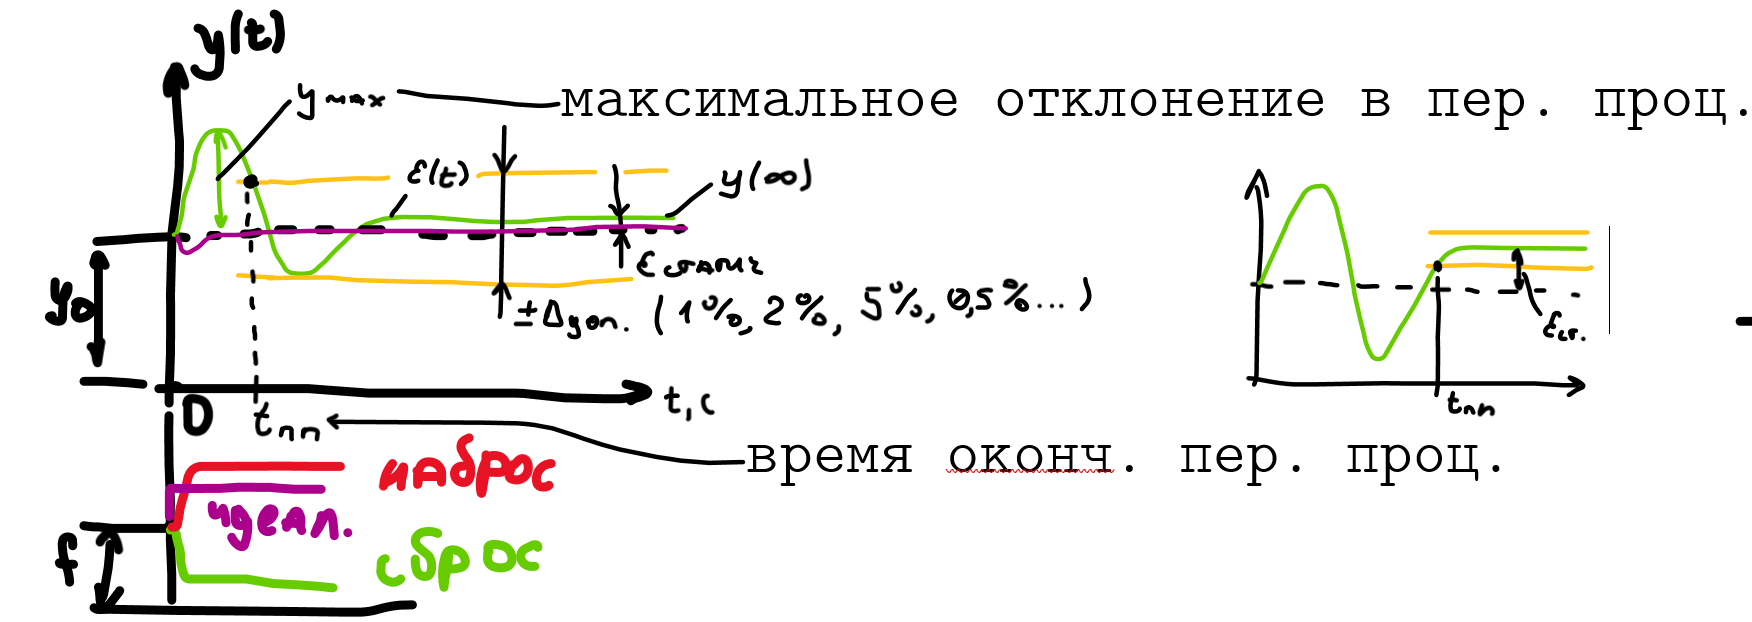 y(t)
y max
максимальное отклонение в пер. проц.
ε(t)
y(∞)
ε статич
y₀
± Δдоп. (1%, 2%, 5%, 0,5%...)
εст.
0
tпп
t, с
tпп
время оконч. пер. проц.
наброс
идеал.
сброс
f